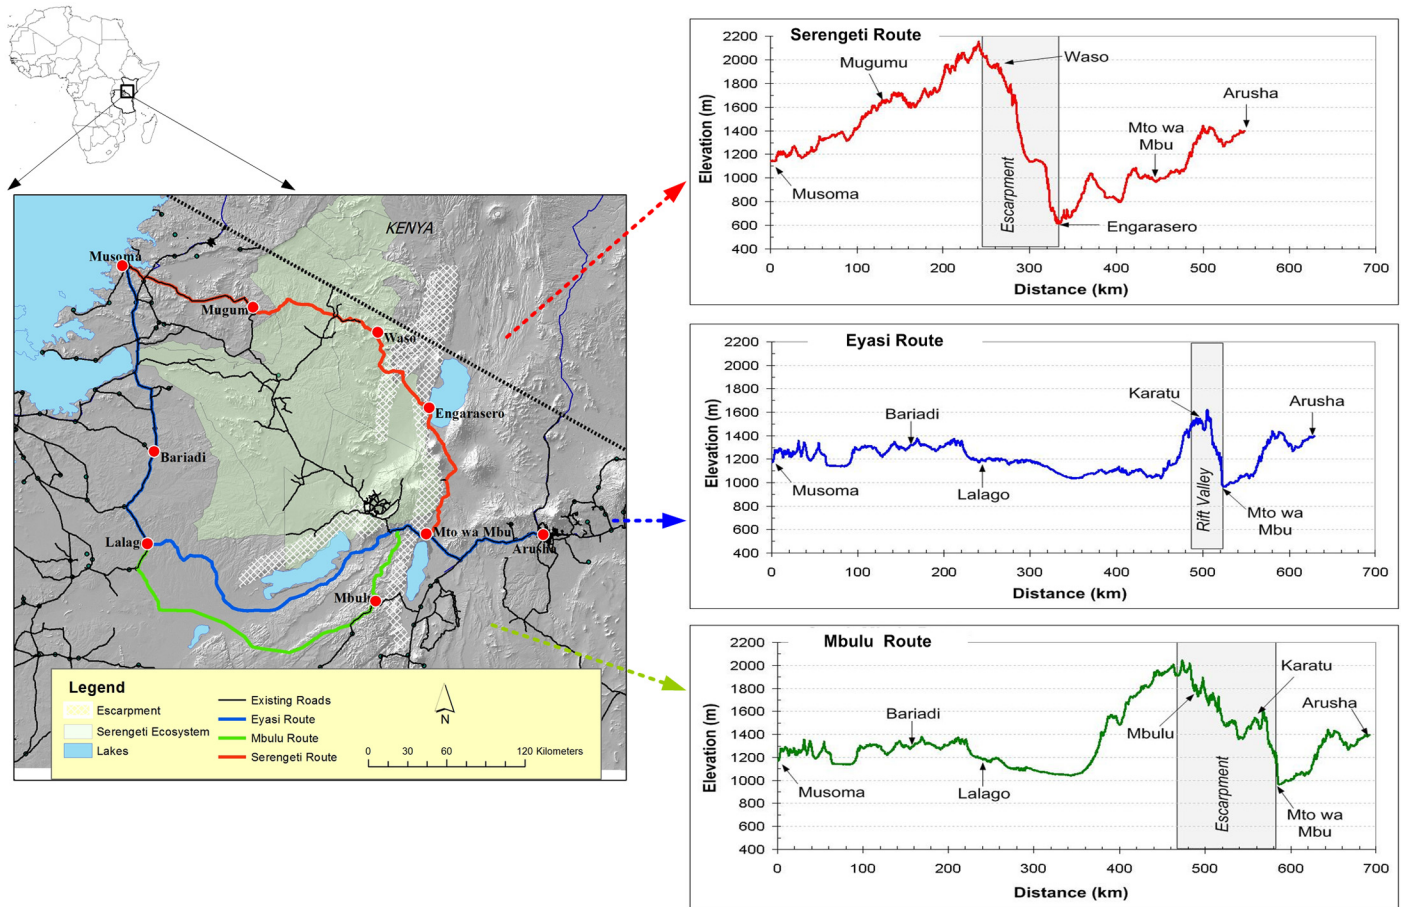 KENYA
Musoma
Mugum
Waso
Engarasero
Bariadi
Lalag
Mto wa Mbu
Arusha
Mbulu
Legend
Escarpment
Serengeti Ecosystem
Lakes
Existing Roads
Eyasi Route
Mbulu Route
Serengeti Route
N
0 30 60 120 Kilometers
Serengeti Route
Elevation (m)
2200
2000
1800
1600
1400
1200
1000
800
600
400
Musoma
Mugumu
Waso
Escarpment
Engarasero
Mto wa
Mbu
Arusha
0 100 200 300 400 500 600 700
Distance (km)
Eyasi Route
Elevation (m)
2200
2000
1800
1600
1400
1200
1000
800
600
400
Musoma
Bariadi
Lalago
Karatu
Rift Valley
Mto wa
Mbu
Arusha
0 100 200 300 400 500 600 700
Distance (km)
Mbulu Route
Elevation (m)
2200
2000
1800
1600
1400
1200
1000
800
600
400
Musoma
Bariadi
Lalago
Mbulu
Escarpment
Karatu
Mto wa
Mbu
Arusha
0 100 200 300 400 500 600 700
Distance (km)